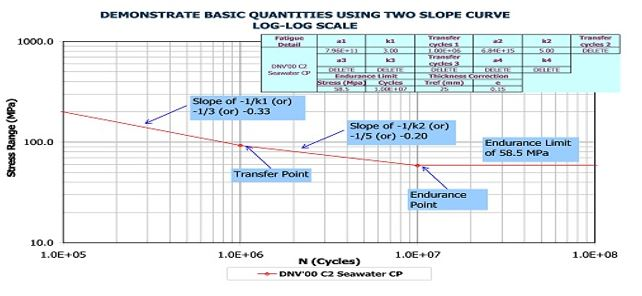 DEMONSTRATE BASIC QUANTITIES USING TWO SLOPE CURVE
LOG-LOG SCALE
Fatigue Detail a1 k1 Transfer cycles 1 a2 k2 Transfer cycles 2
DNV'00 C2 Seawater CP 7.96E+11 3.00 1.00E+06 6.84E+15 5.00 DELETE
a3 k3 Transfer cycles 3 a4 k4
DELETE DELETE DELETE DELETE DELETE
Endurance Limit Thickness Correction
Stress (Mpa) Cycles Tref (mm) e
58.5 1.00E+07 25 0.15
1000.0
100.0
10.0
Stress Range (MPa)
Slope of -1/k1 (or)
-1/3 (or) -0.33
Slope of -1/k2 (or)
-1/5 (or) -0.20
Endurance Limit
of 58.5 MPa
Transfer Point
Endurance
Point
1.0E+05 1.0E+06 1.0E+07 1.0E+08
N (Cycles)
DNV'00 C2 Seawater CP